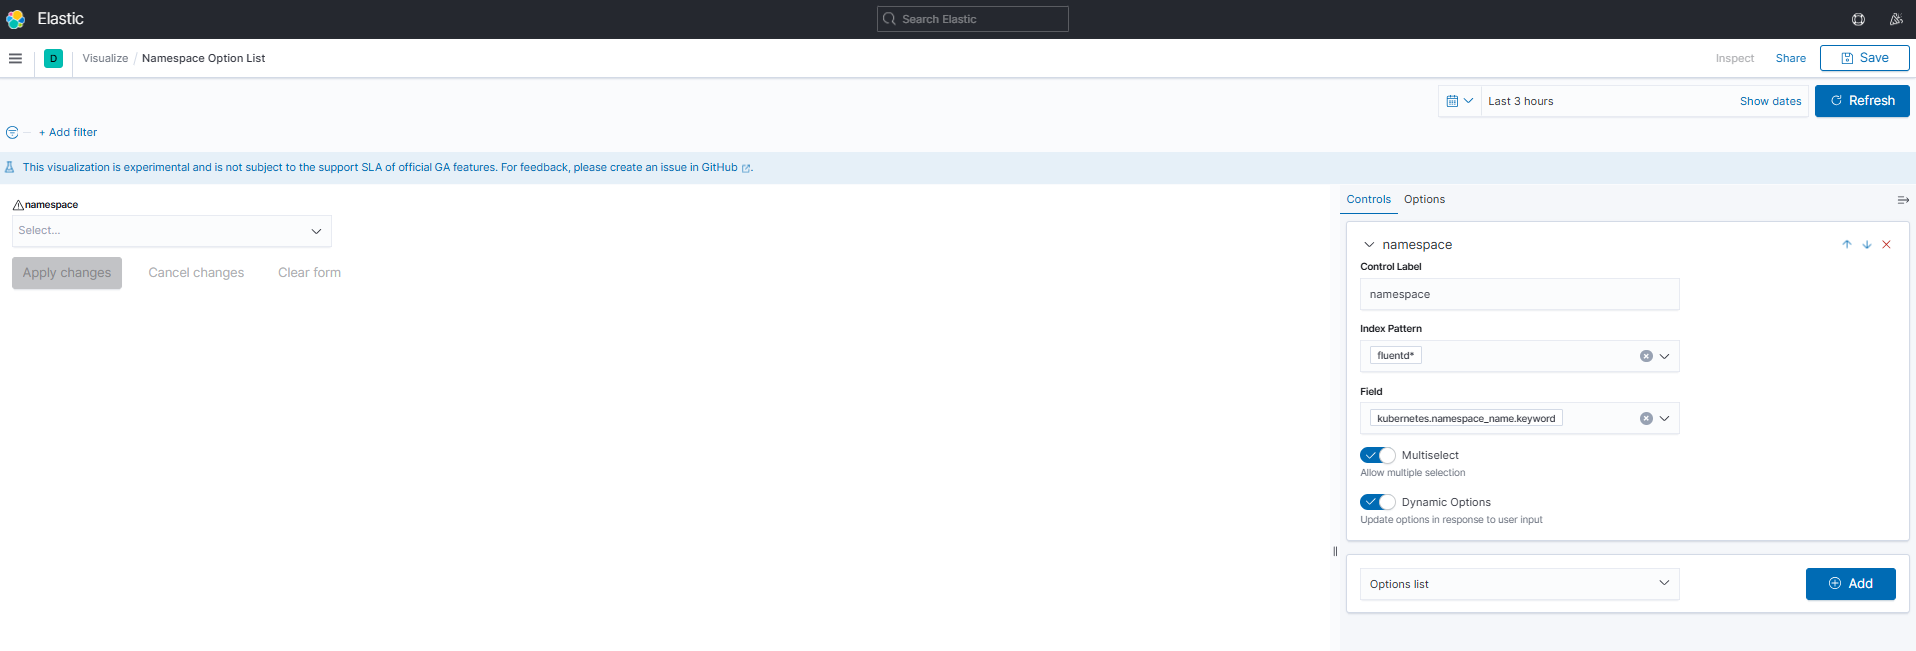 Elastic
Search Elastic
D
Visualize / Namespace Option List
Inspect
Share
Save
Last 3 hours
Show dates
Refresh
+ Add filter
This visualization is experimental and is not subject to the support SLA of official GA features. For feedback, please create an issue in GitHub.
namespace
Select...
Apply changes
Cancel changes
Clear form
Controls
Options
namespace
Control Label
namespace
Index Pattern
fluentd*
Field
kubernetes.namespace_name.keyword
Multiselect
Allow multiple selection
Dynamic Options
Update options in response to user input
Options list
Add